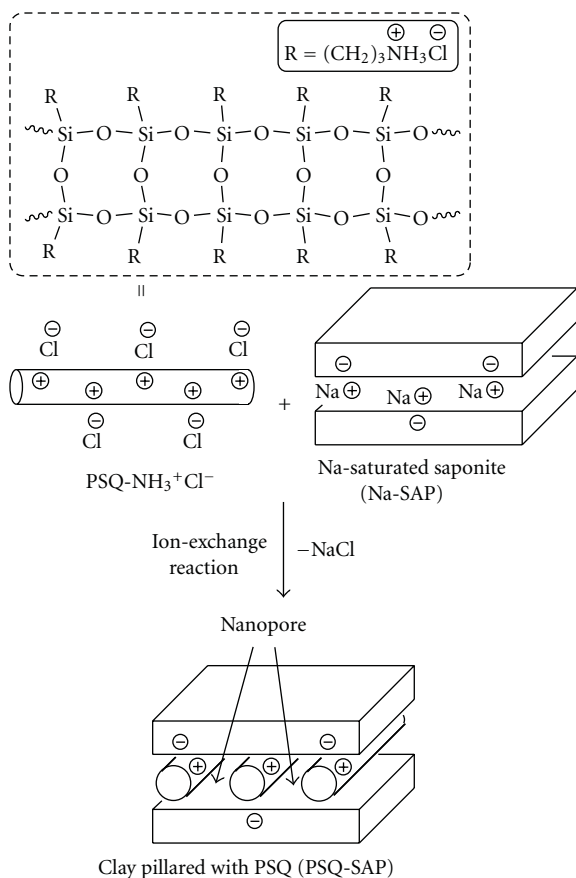 R = (CH2)3NH3Cl
⊕ ⊖
R R R R R
Si O Si O Si O Si O Si O
O O O O O
Si O Si O Si O Si O Si O
R R R R R
=
⊖ ⊖ ⊖
Cl Cl Cl
⊕ ⊕ ⊕ ⊕ ⊕
⊖ ⊖
Cl Cl
PSQ-NH3+Cl−
+
⊖ ⊖
Na⊕ Na⊕ Na⊕
⊖
Na-saturated saponite
(Na-SAP)
Ion-exchange
reaction
−NaCl
Nanopore
⊖ ⊖
⊕ ⊕ ⊕
⊖
Clay pillared with PSQ (PSQ-SAP)